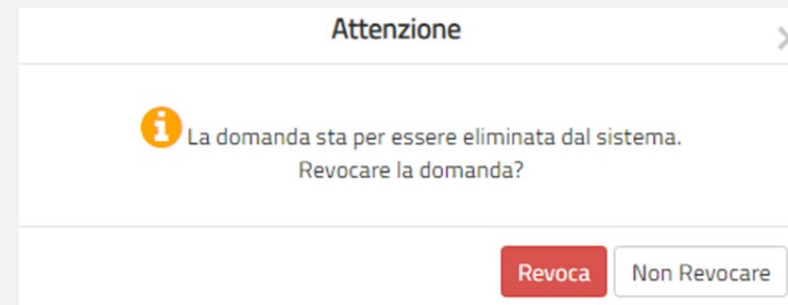 Attenzione
La domanda sta per essere eliminata dal sistema.
Revocare la domanda?
Revoca
Non Revocare